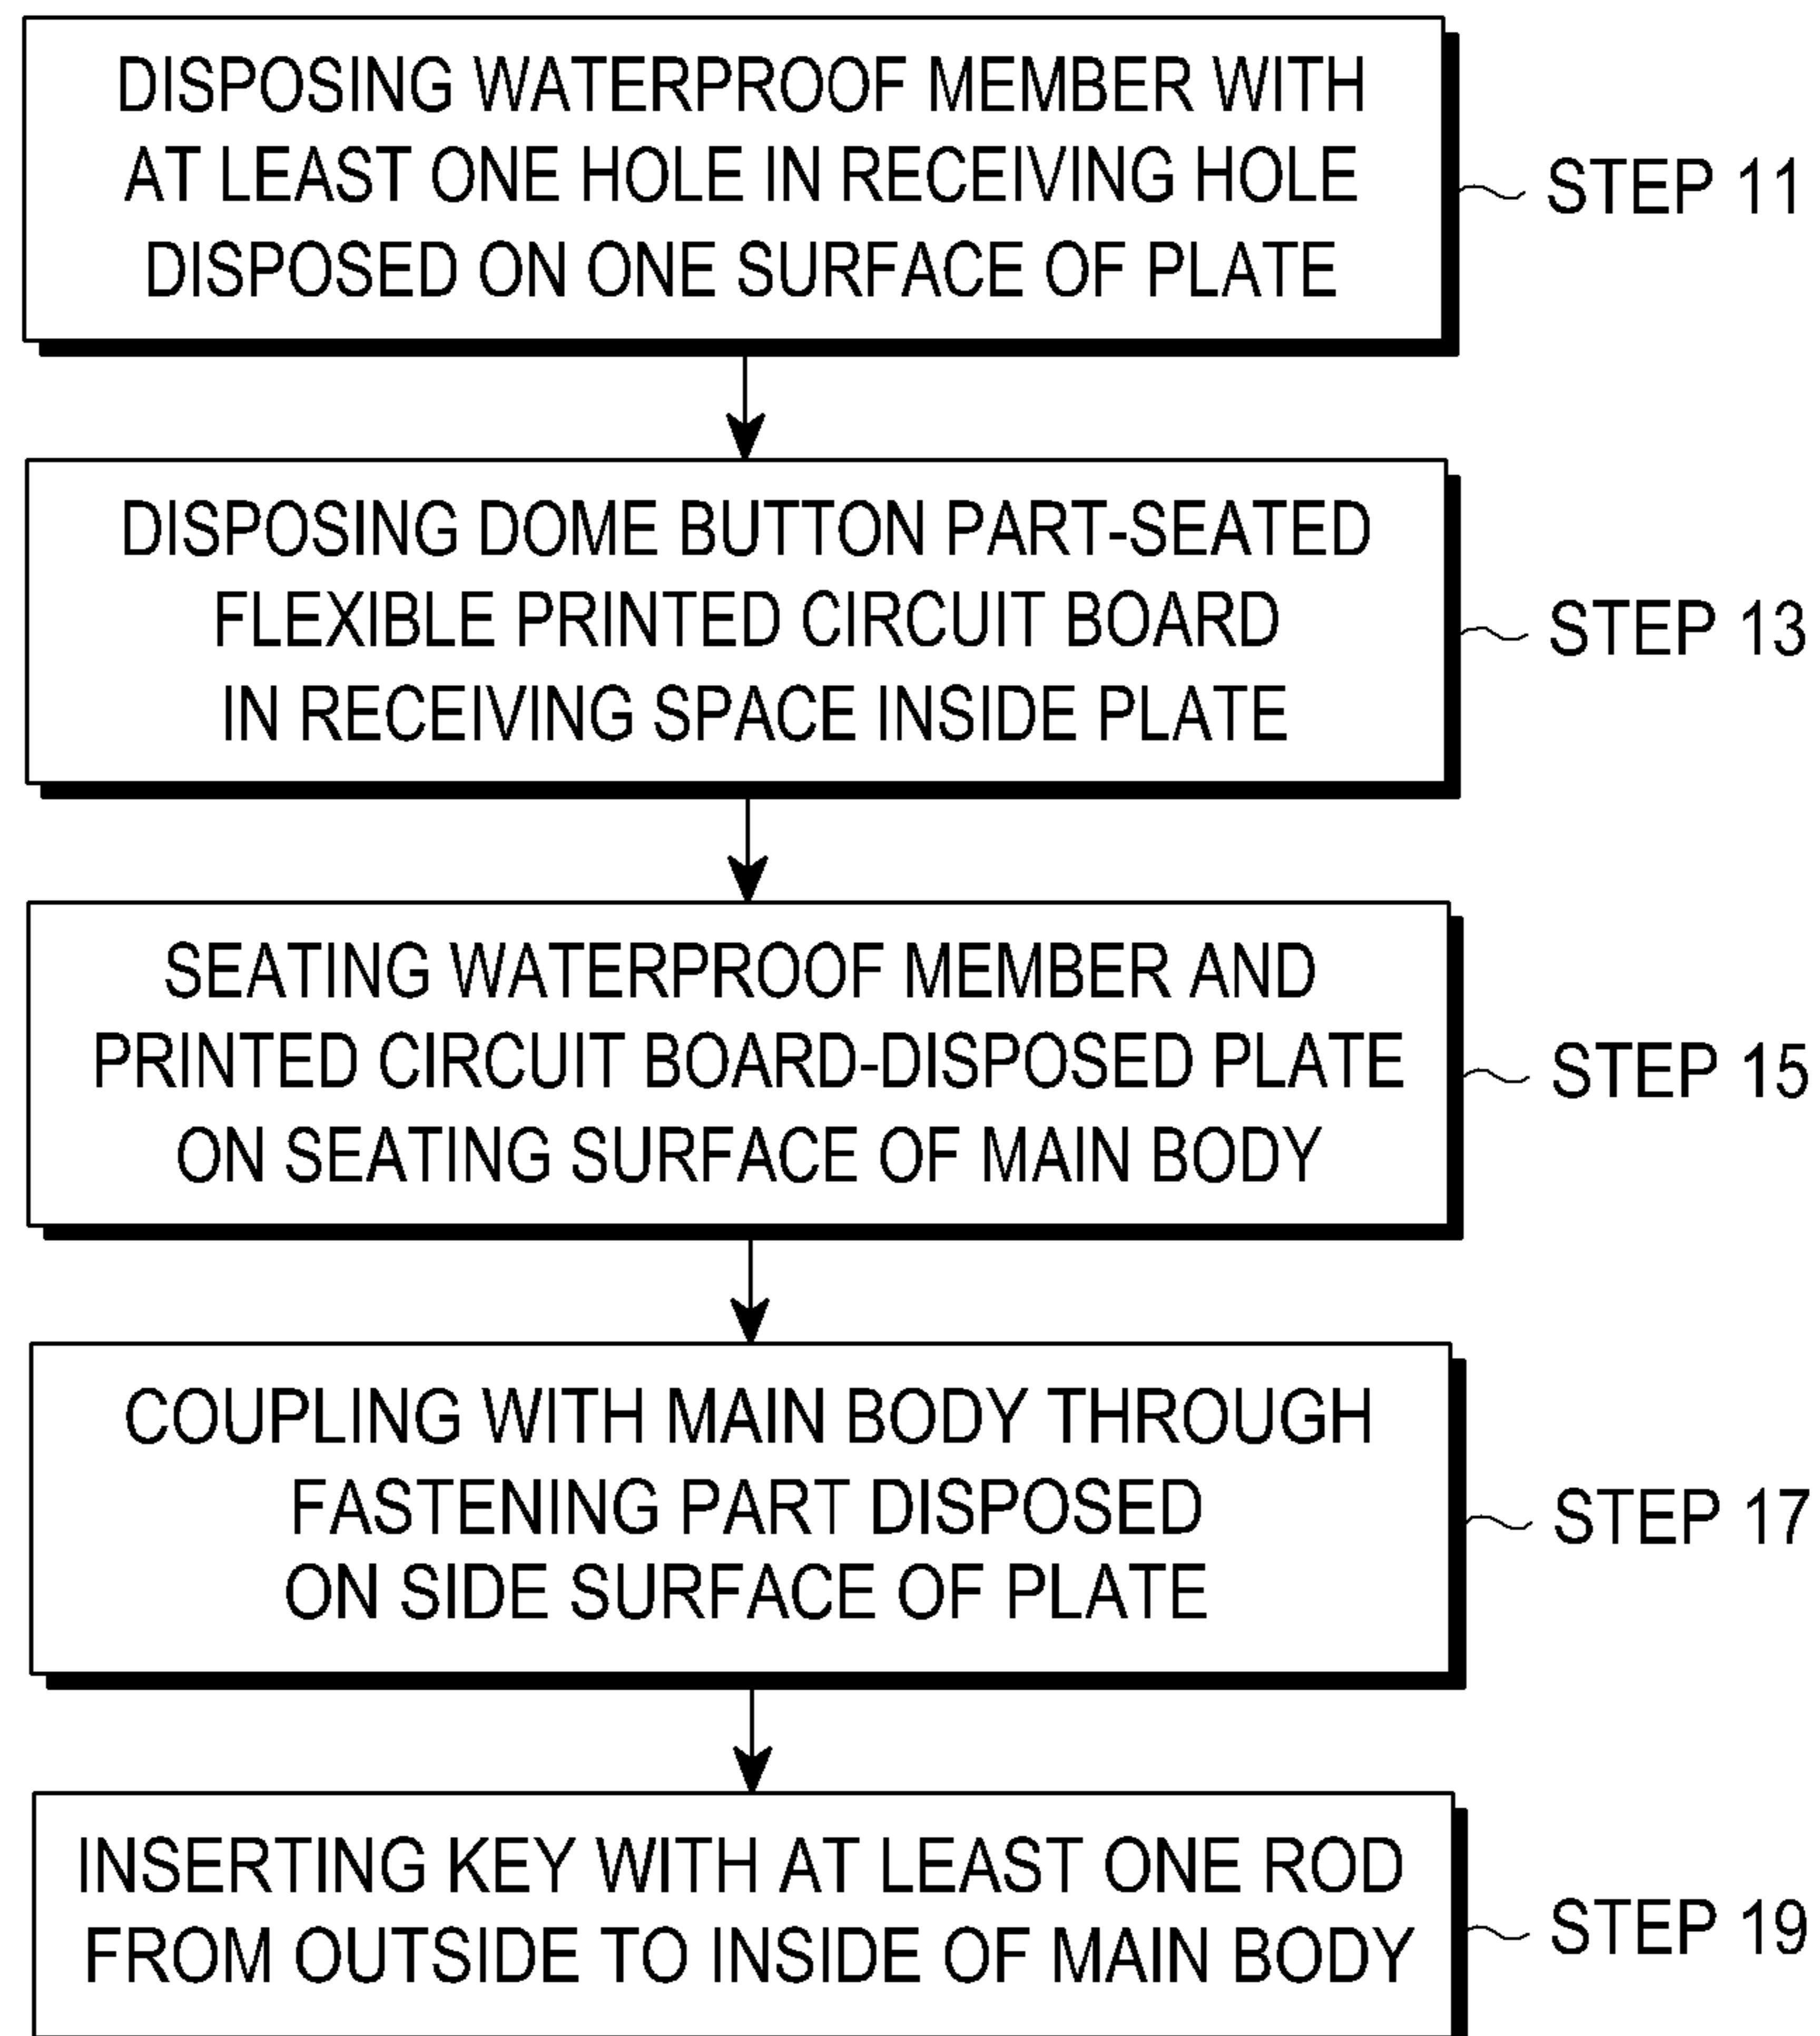 DISPOSING WATERPROOF MEMBER WITH
AT LEAST ONE HOLE IN RECEIVING HOLE
DISPOSED ON ONE SURFACE OF PLATE
STEP 11
DISPOSING DOME BUTTON PART-SEATED
FLEXIBLE PRINTED CIRCUIT BOARD
IN RECEIVING SPACE INSIDE PLATE
STEP 13
SEATING WATERPROOF MEMBER AND
PRINTED CIRCUIT BOARD-DISPOSED PLATE
ON SEATING SURFACE OF MAIN BODY
STEP 15
COUPLING WITH MAIN BODY THROUGH
FASTENING PART DISPOSED
ON SIDE SURFACE OF PLATE
STEP 17
INSERTING KEY WITH AT LEAST ONE ROD
FROM OUTSIDE TO INSIDE OF MAIN BODY
STEP 19